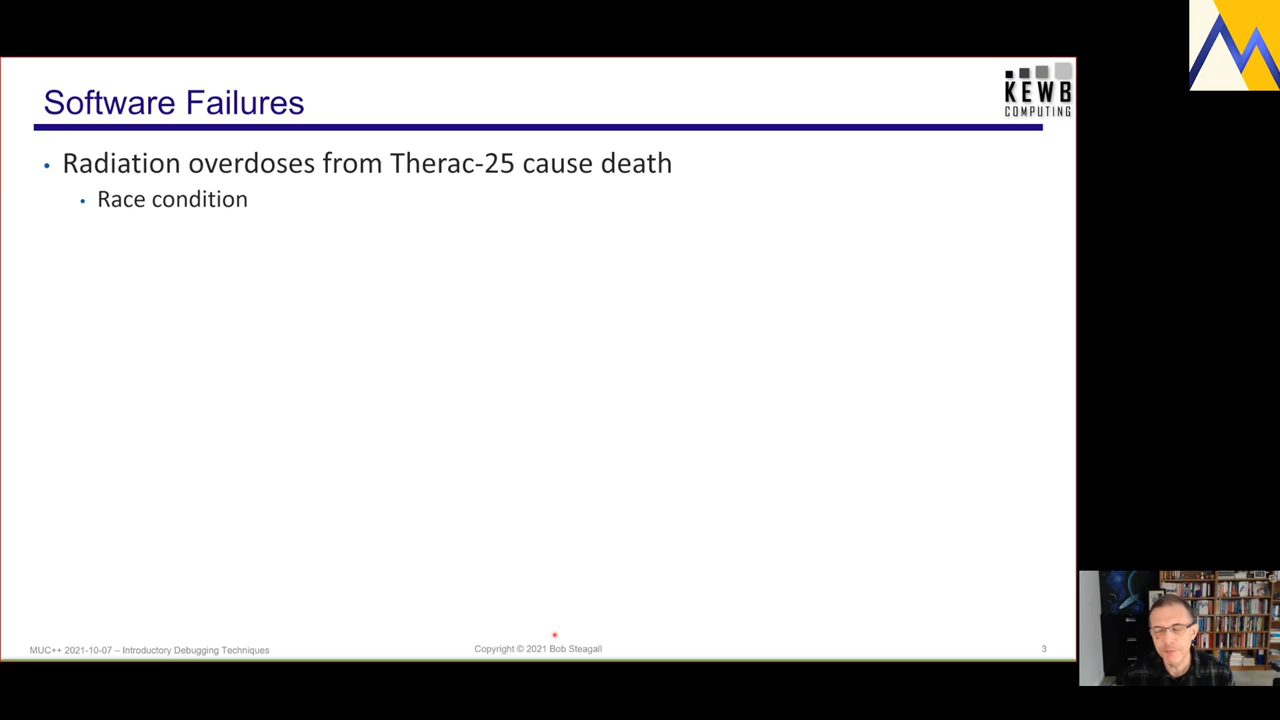 Software Failures
KEWB
COMPUTING
• Radiation overdoses from Therac-25 cause death
• Race condition
MUC++ 2021-10-07 – Introductory Debugging Techniques
Copyright © 2021 Bob Steagall
3